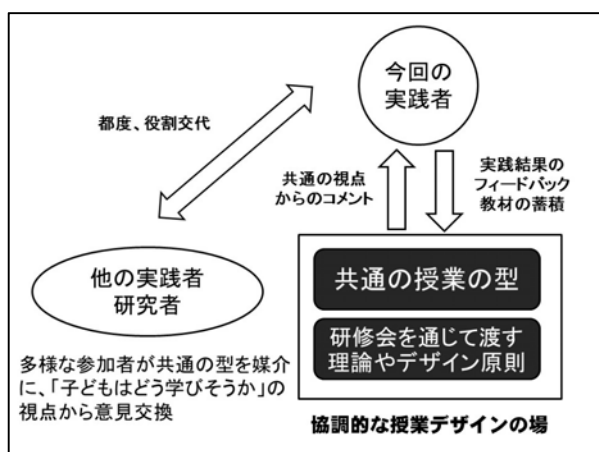 今回の
実践者
都度、役割交代
共通の視点
からのコメント
実践結果の
フィードバック
教材の蓄積
他の実践者
研究者
共通の授業の型
研修会を通じて渡す
理論やデザイン原則
多様な参加者が共通の型を媒介
に、「子どもはどう学びそうか」の
視点から意見交換
協調的な授業デザインの場